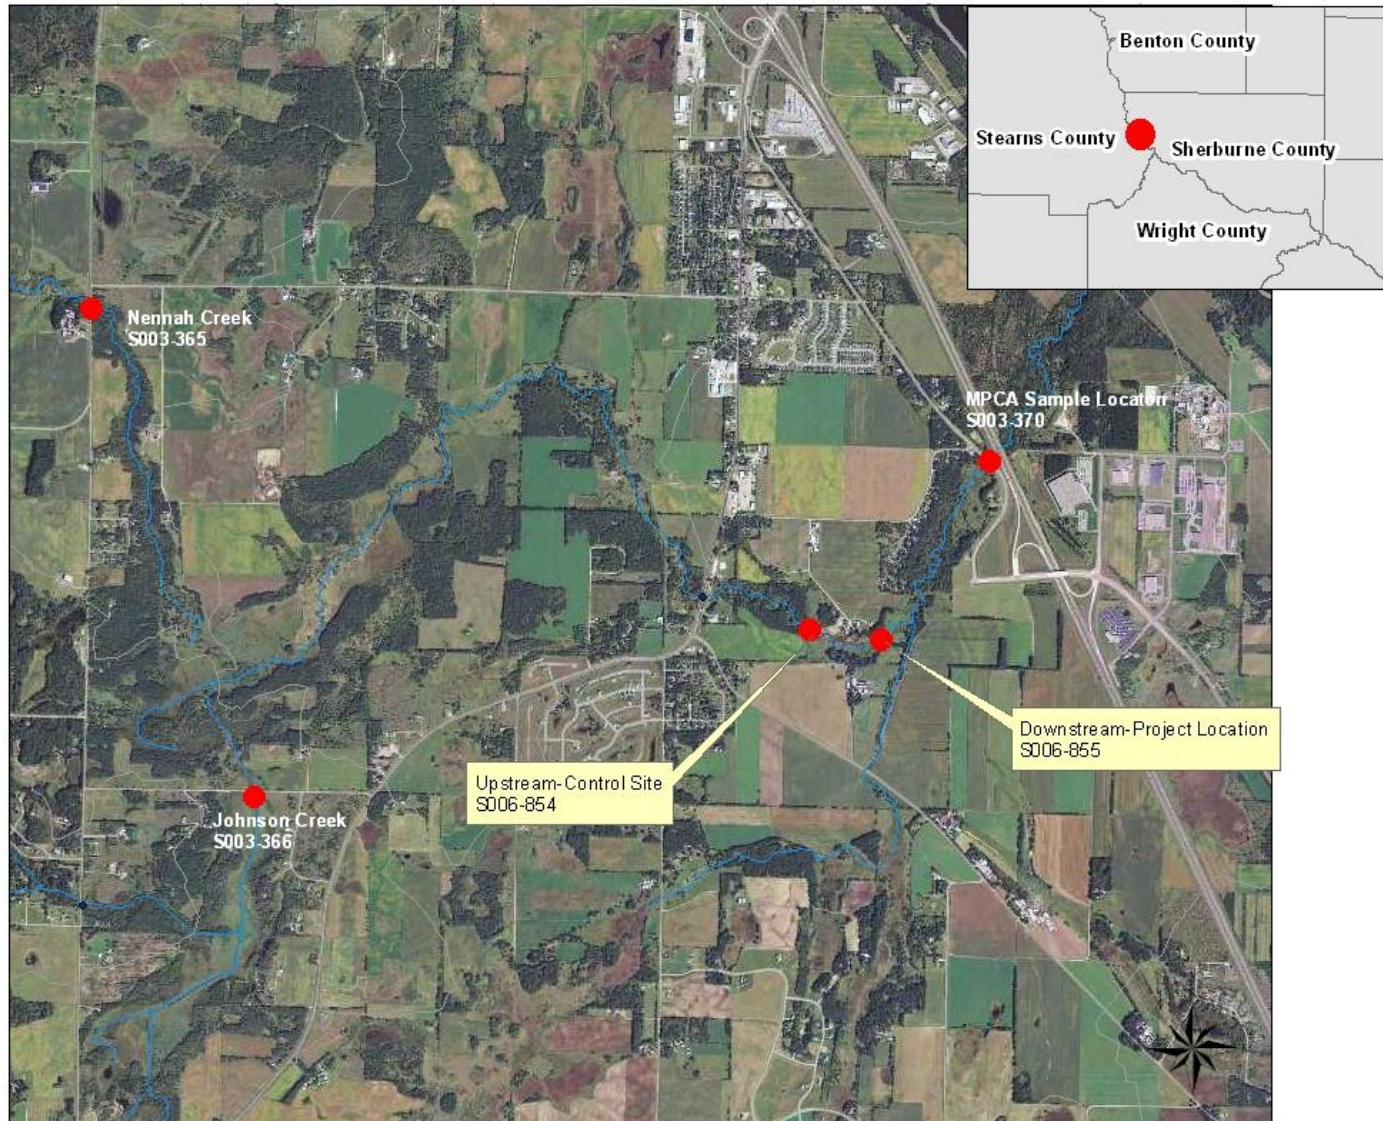 Benton County
Stearns County
Sherburne County
Wright County
Nennah Creek
S003-365
MPCA Sample Locaton
S003-370
Downstream-Project Location
S006-855
Upstream-Control Site
S006-854
Johnson Creek
S003-366